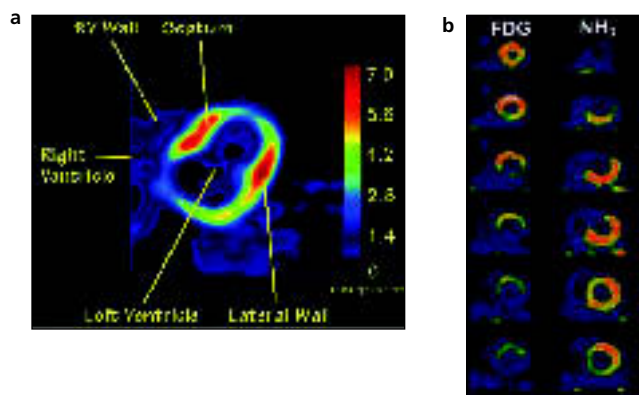 a
RV Wall Septum
7.0
5.6
4.2
2.8
1.4
0
Right
Ventricle
Left Ventricle Lateral Wall
b
FDG NH₃